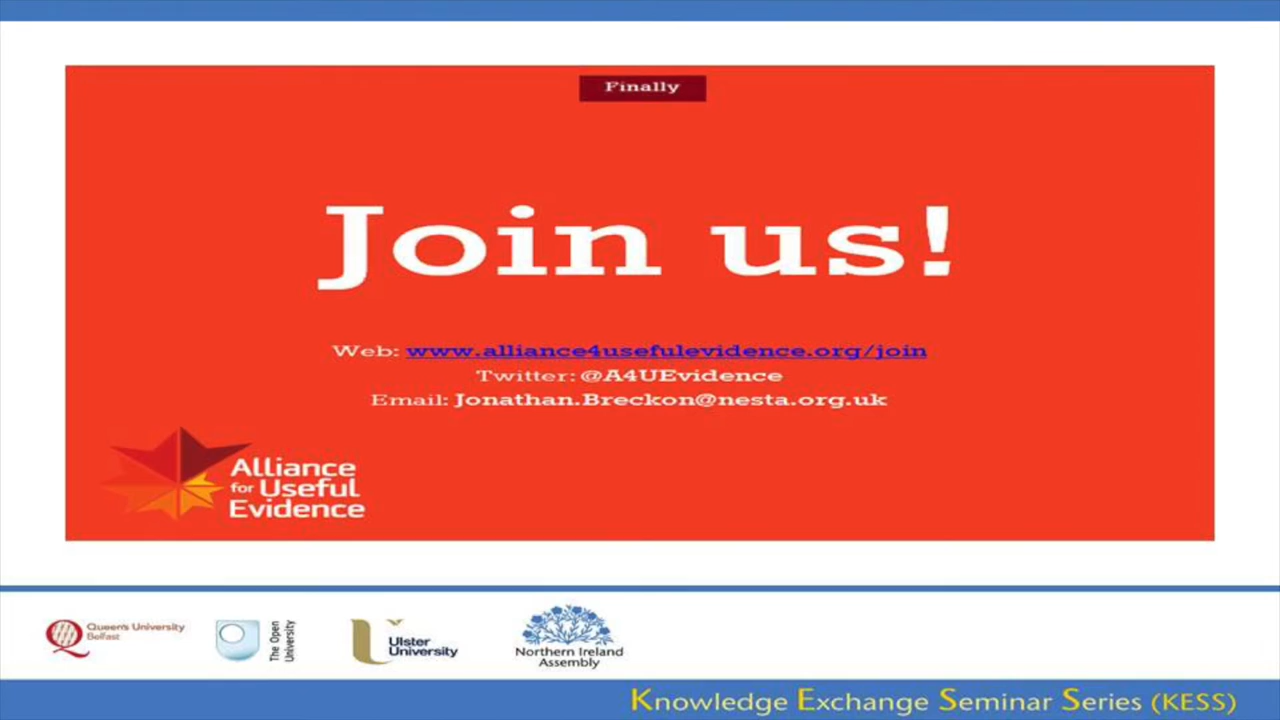 Finally
Join us!
Web: www.alliance4usefulevidence.org/join
Twitter: @A4UEvidence
Email: Jonathan.Breckon@nesta.org.uk
Alliance
for Useful
Evidence
Queen's University
Belfast
The Open
University
Ulster
University
Northern Ireland
Assembly
Knowledge Exchange Seminar Series (KESS)